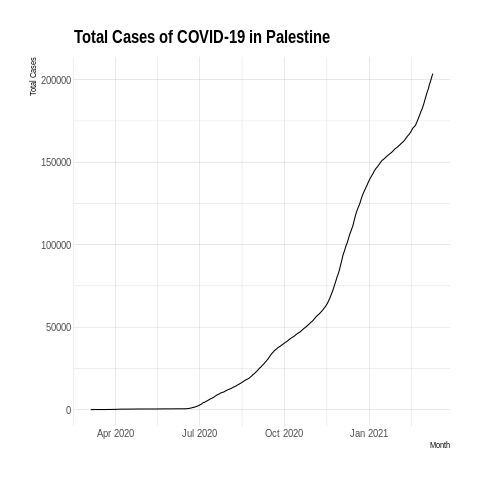 Total Cases of COVID-19 in Palestine
Total Cases
200000
150000
100000
50000
0
Apr 2020 Jul 2020 Oct 2020 Jan 2021
Month